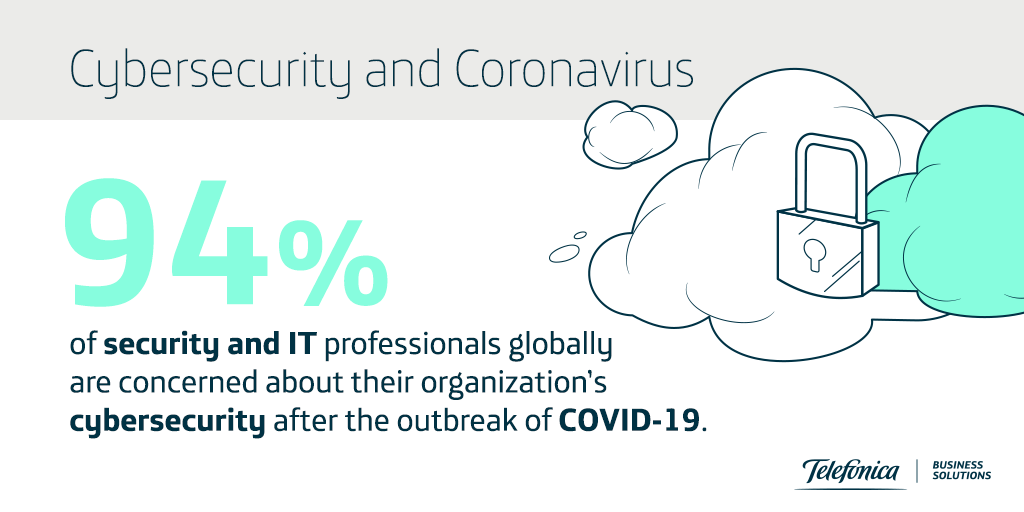 Cybersecurity and Coronavirus
94%
of security and IT professionals globally
are concerned about their organization's
cybersecurity after the outbreak of COVID-19.
Telefónica
BUSINESS
SOLUTIONS